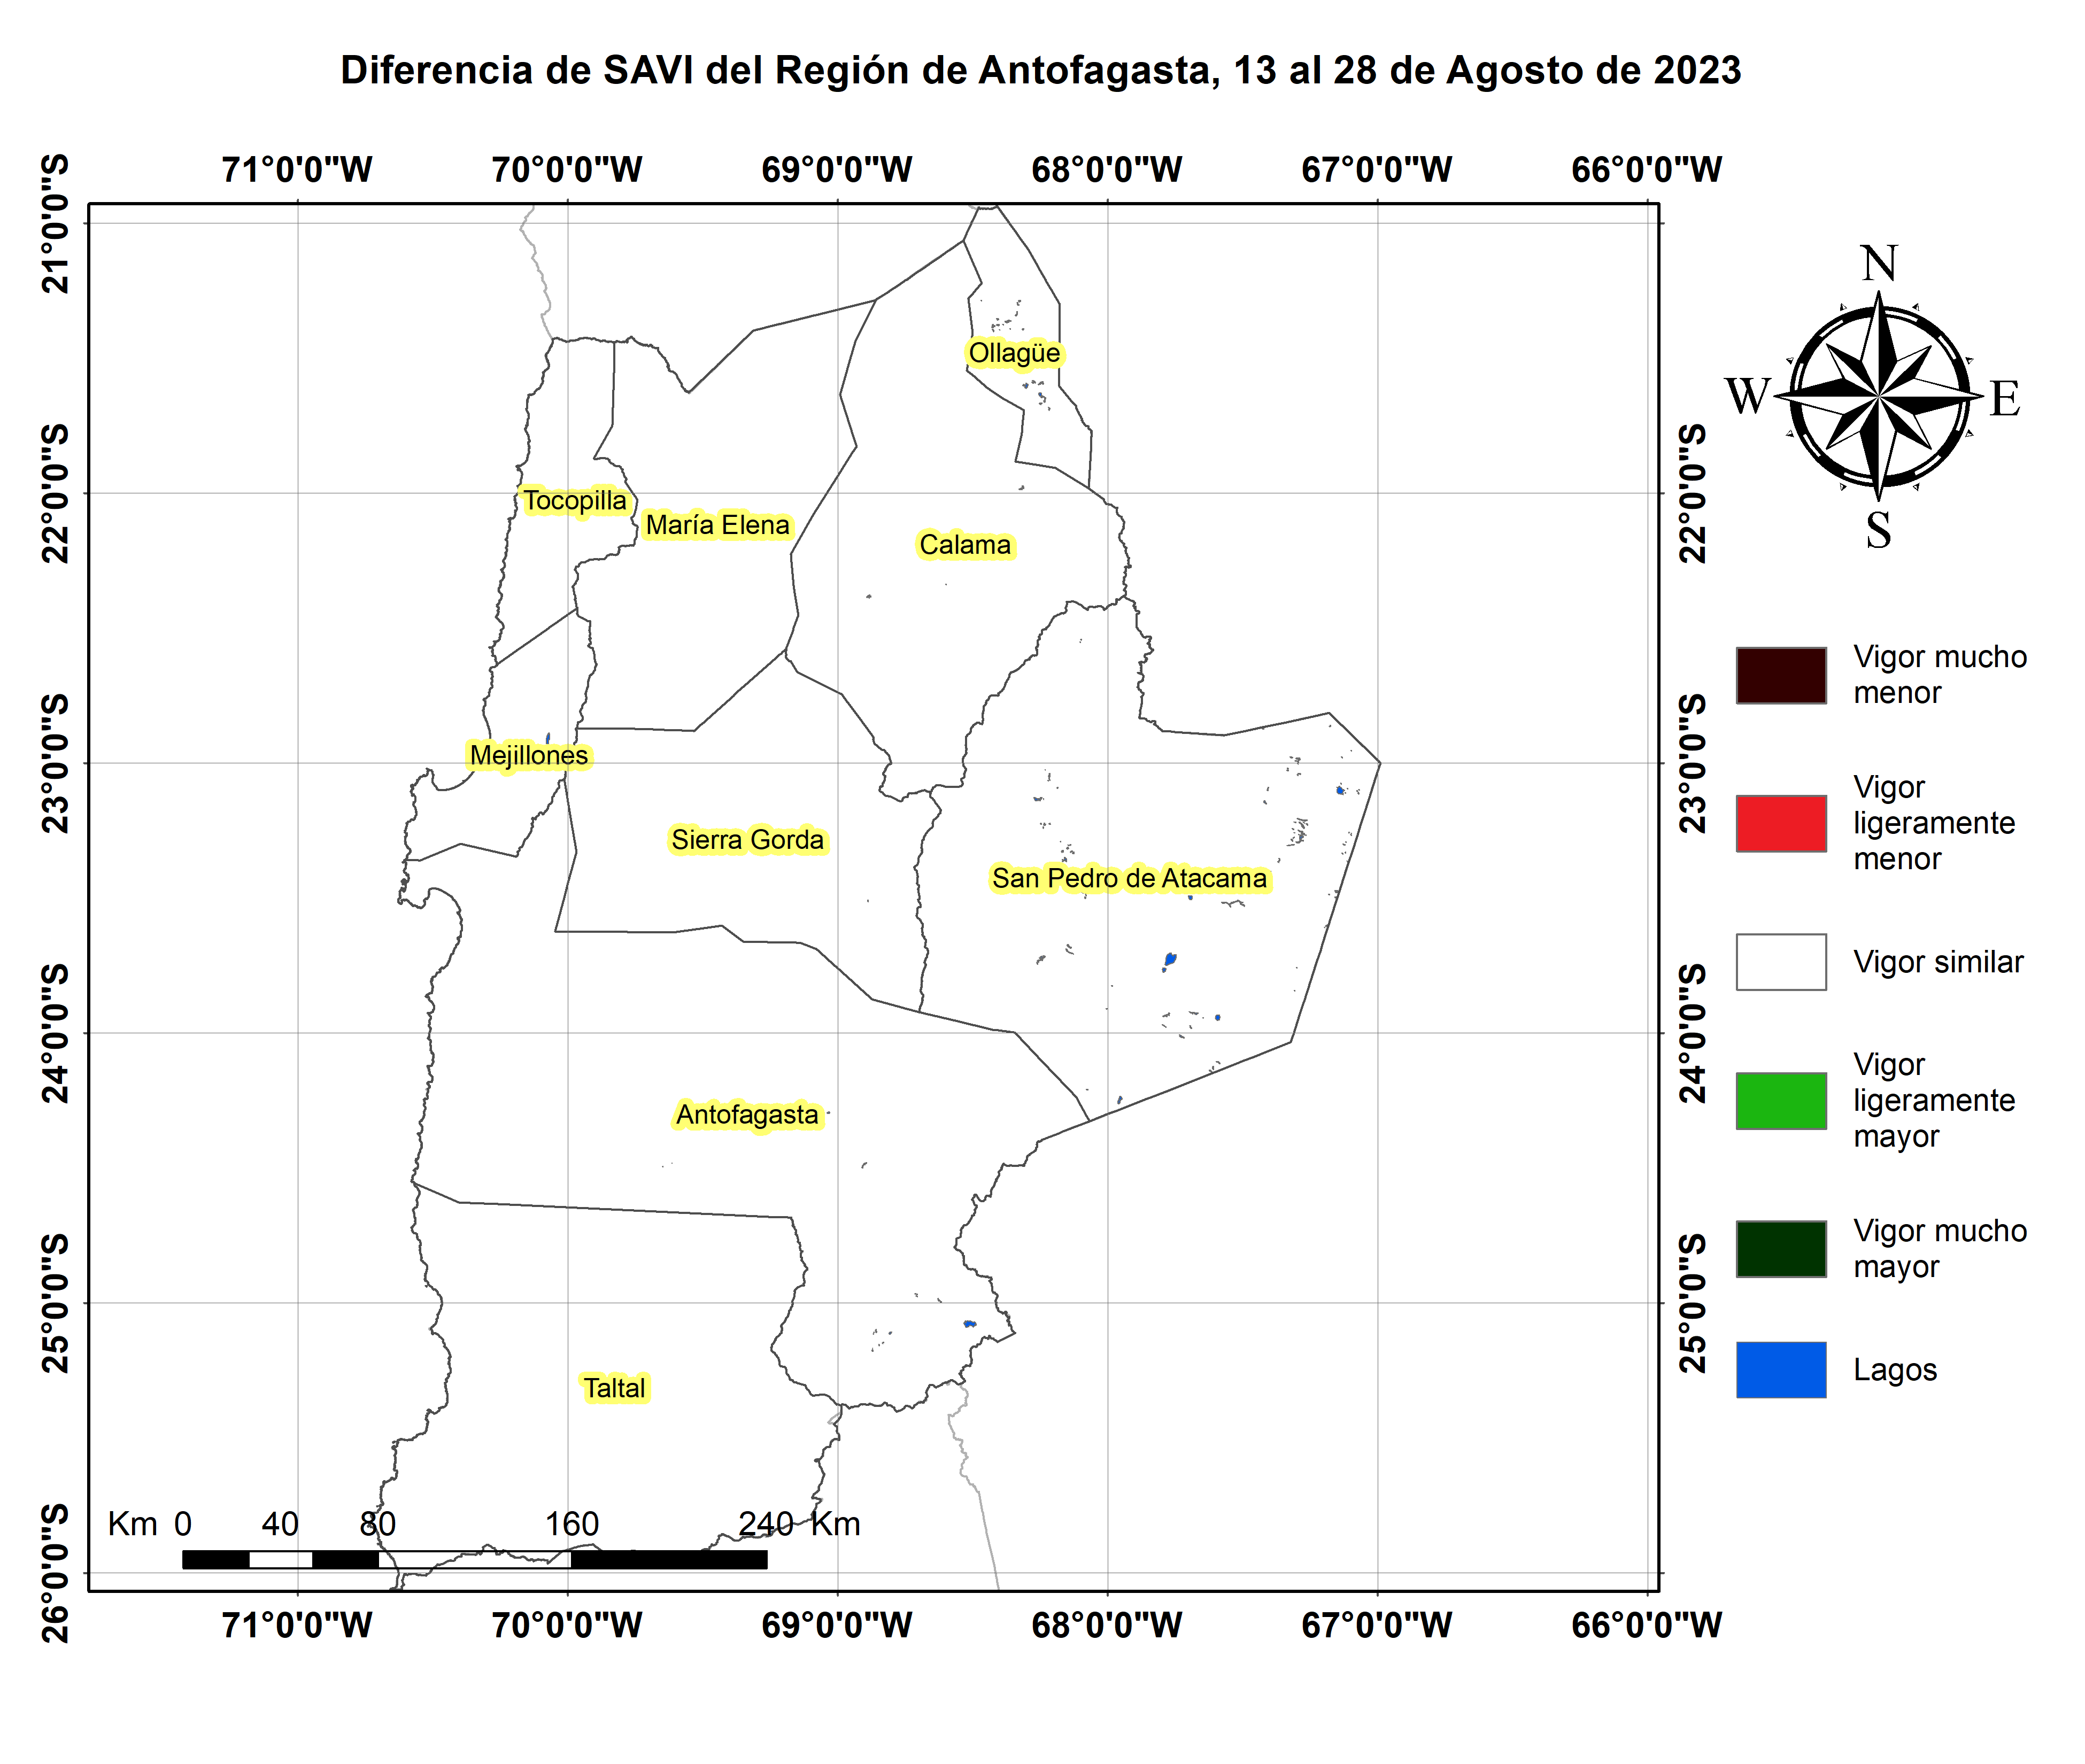 Diferencia de SAVI del Región de Antofagasta, 13 al 28 de Agosto de 2023
71°0'0"W 70°0'0"W 69°0'0"W 68°0'0"W 67°0'0"W 66°0'0"W
21°0'0"S
22°0'0"S
23°0'0"S
24°0'0"S
25°0'0"S
26°0'0"S
Ollagüe
Tocopilla
María Elena
Calama
Mejillones
Sierra Gorda
San Pedro de Atacama
Antofagasta
Taltal
Km 0 40 80 160 240 Km
71°0'0"W 70°0'0"W 69°0'0"W 68°0'0"W 67°0'0"W 66°0'0"W
22°0'0"S
23°0'0"S
24°0'0"S
25°0'0"S
N
W E
S
Vigor mucho
menor
Vigor
ligeramente
menor
Vigor similar
Vigor
ligeramente
mayor
Vigor mucho
mayor
Lagos